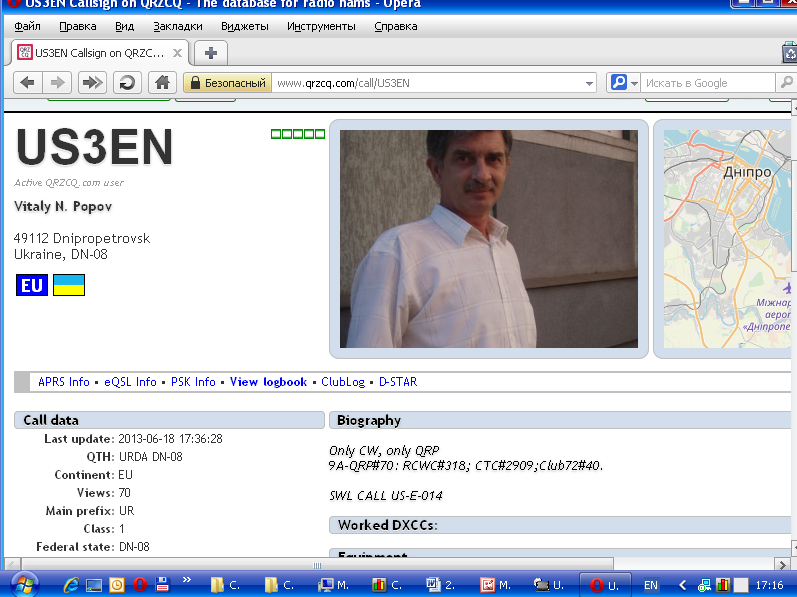 US3EN Callsign on QRZCQ - The database for radio hams - Opera
Файл Правка Вид Закладки Виджеты Инструменты Справка
US3EN Callsign on QRZC...
Безопасный www.qrzcq.com/call/US3EN Искать в Google
US3EN
Active QRZCQ.com user
Vitaly N. Popov
49112 Dnipropetrovsk
Ukraine, DN-08
EU
Дніпро
Міжнар
аероп
«Дніпропе
APRS Info • eQSL Info • PSK Info • View logbook • ClubLog • D-STAR
Call data
Last update: 2013-06-18 17:36:28
QTH: URDA DN-08
Continent: EU
Views: 70
Main prefix: UR
Class: 1
Federal state: DN-08
Biography
Only CW, only QRP
9A-QRP#70: RCWC#318; CTC#2909;Club72#40.
SWL CALL US-E-014
Worked DXCCs:
Equipment
C. C. M. C. 2. M. U. U. EN 17:16